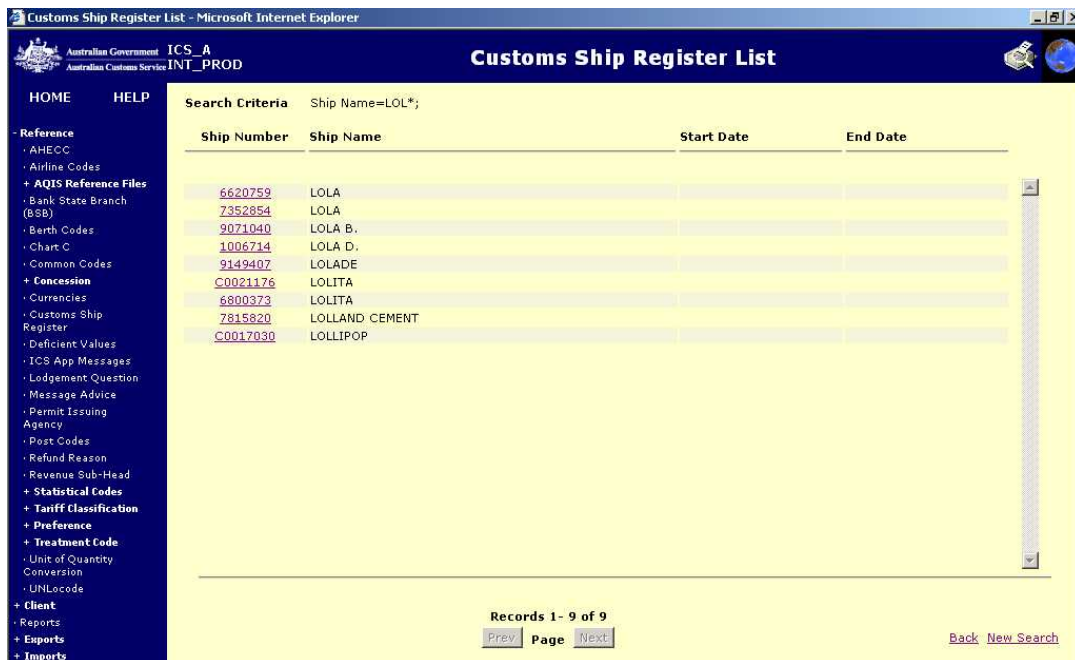 Customs Ship Register List - Microsoft Internet Explorer
Australian Government ICS_A
Australian Customs Service INT_PROD
Customs Ship Register List
HOME HELP
Search Criteria Ship Name=LOL*;
Ship Number Ship Name Start Date End Date
6620759 LOLA
7352854 LOLA
9071040 LOLA B.
1006714 LOLA D.
9149407 LOLADE
C0021176 LOLITA
6800373 LOLITA
7815820 LOLLAND CEMENT
C0017030 LOLLIPOP
- Reference
· AHECC
· Airline Codes
+ AQIS Reference Files
· Bank State Branch
(BSB)
· Berth Codes
· Chart C
· Common Codes
+ Concession
· Currencies
· Customs Ship
Register
· Deficient Values
· ICS App Messages
· Lodgement Question
· Message Advice
· Permit Issuing
Agency
· Post Codes
· Refund Reason
· Revenue Sub-Head
+ Statistical Codes
+ Tariff Classification
+ Preference
+ Treatment Code
· Unit of Quantity
Conversion
· UNLocode
+ Client
· Reports
+ Exports
+ Imports
Records 1- 9 of 9
Prev Page Next
Back New Search